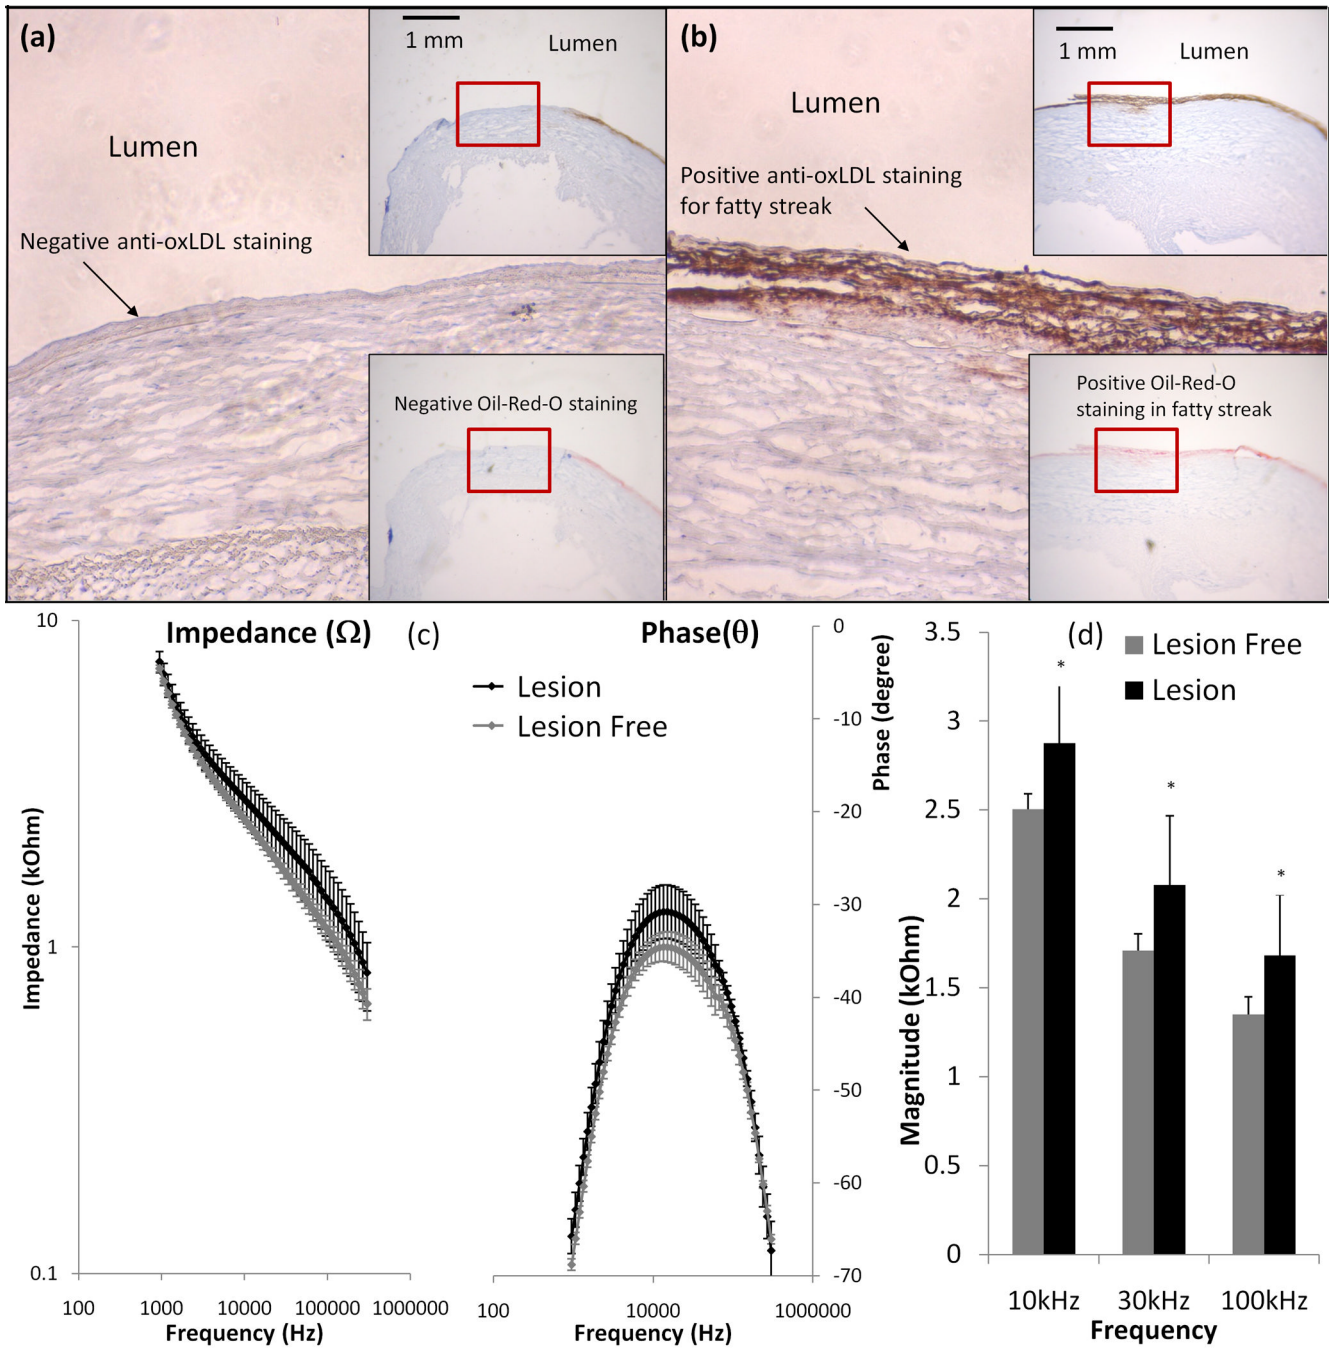 (a)
1 mm
Lumen
Lumen
Negative anti-oxLDL staining
Negative Oil-Red-O staining
(b)
1 mm
Lumen
Lumen
Positive anti-oxLDL staining
for fatty streak
Positive Oil-Red-O
staining in fatty streak
Impedance (Ω)
(c)
Phase(θ)
Lesion
Lesion Free
Impedance (kOhm)
10
1
0.1
100
1000
10000
100000
1000000
Frequency (Hz)
Phase (degree)
0
-10
-20
-30
-40
-50
-60
-70
100
10000
1000000
Frequency (Hz)
(d)
Lesion Free
Lesion
Magnitude (kOhm)
3.5
3
2.5
2
1.5
1
0.5
0
*
*
*
10kHz
30kHz
100kHz
Frequency